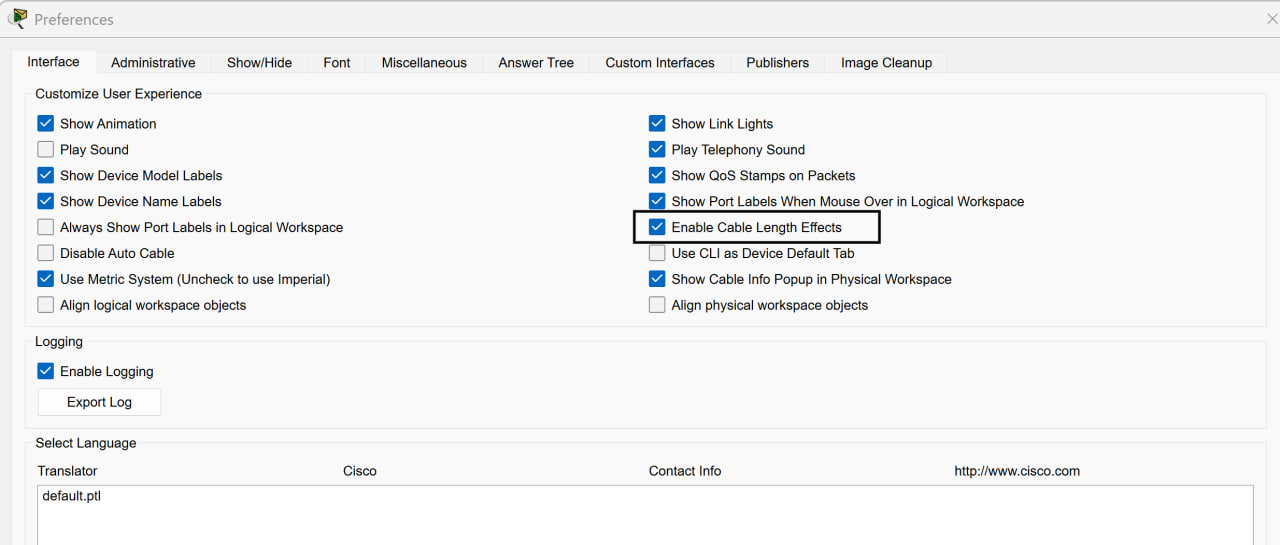 Preferences
Interface Administrative Show/Hide Font Miscellaneous Answer Tree Custom Interfaces Publishers Image Cleanup
Customize User Experience
Show Animation Show Link Lights
Play Sound Play Telephony Sound
Show Device Model Labels Show QoS Stamps on Packets
Show Device Name Labels Show Port Labels When Mouse Over in Logical Workspace
Always Show Port Labels in Logical Workspace Enable Cable Length Effects
Disable Auto Cable Use CLI as Device Default Tab
Use Metric System (Uncheck to use Imperial) Show Cable Info Popup in Physical Workspace
Align logical workspace objects Align physical workspace objects
Logging
Enable Logging
Export Log
Select Language
Translator Cisco Contact Info http://www.cisco.com
default.ptl